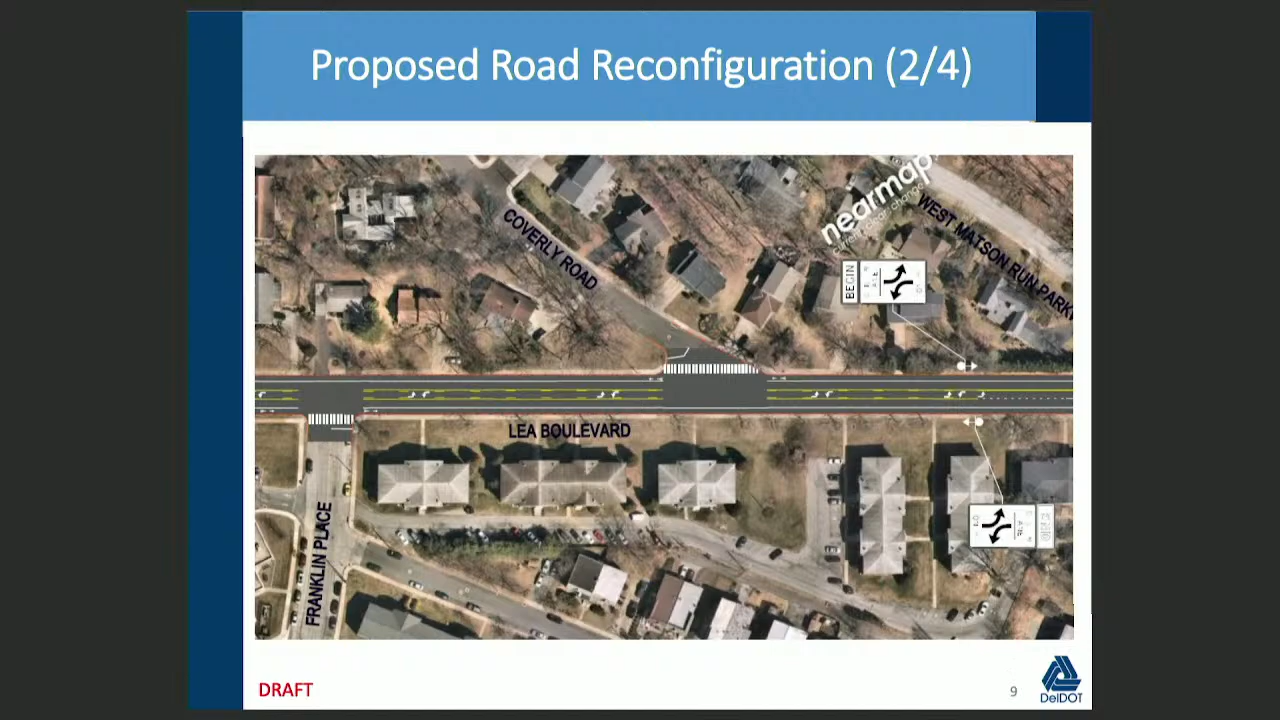 Proposed Road Reconfiguration (2/4)
nearmap
COVERLY ROAD
WEST MATSON RUN PARK
BEGIN
LEA BOULEVARD
FRANKLIN PLACE
DRAFT
9
DelDOT